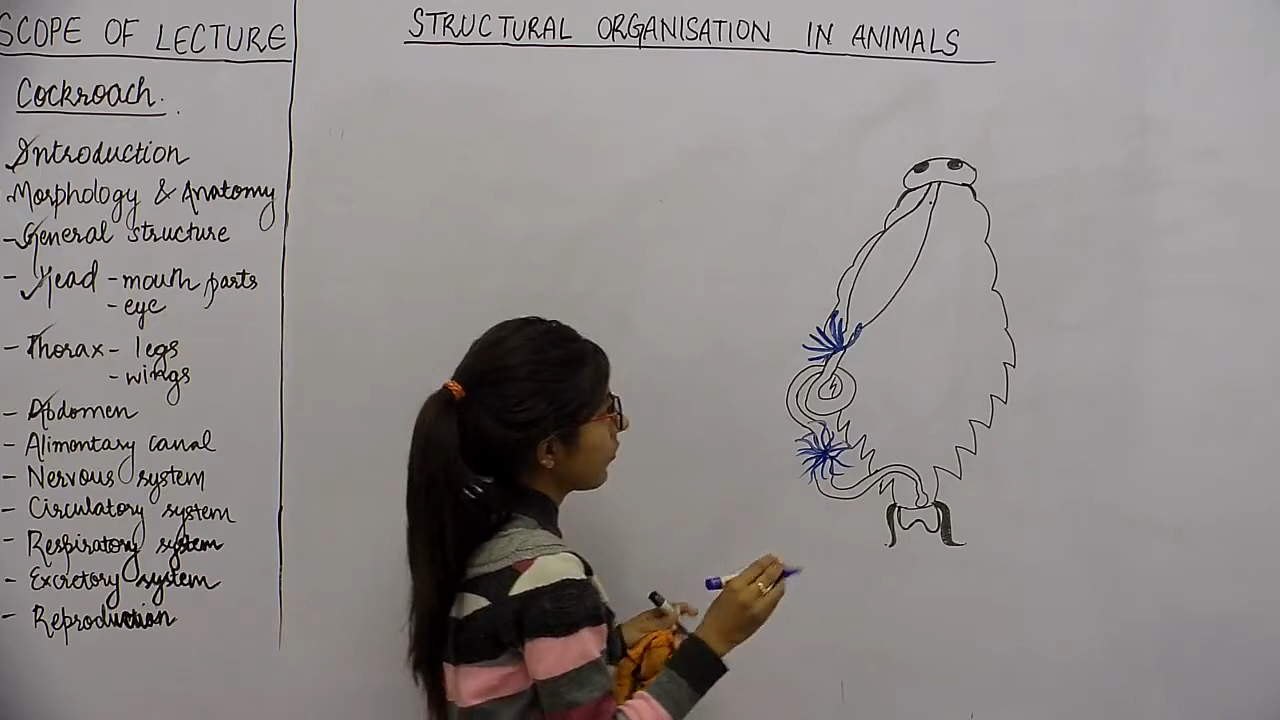 SCOPE OF LECTURE
STRUCTURAL ORGANISATION IN ANIMALS
Cockroach.
Introduction
Morphology & Anatomy
- General structure
- Head - mouth parts
- eye
- Thorax - legs
- wings
- Abdomen
- Alimentary canal
- Nervous system
- Circulatory system
- Respiratory system
- Excretory system
- Reproduction